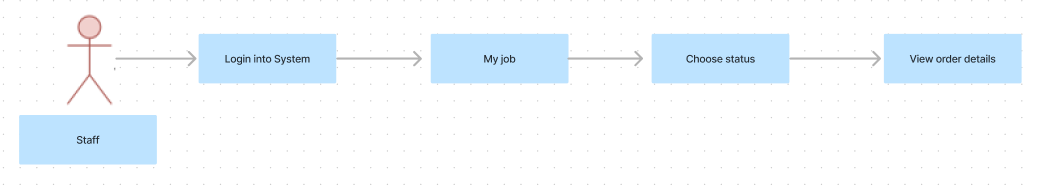 Login into System
My job
Choose status
View order details
Staff